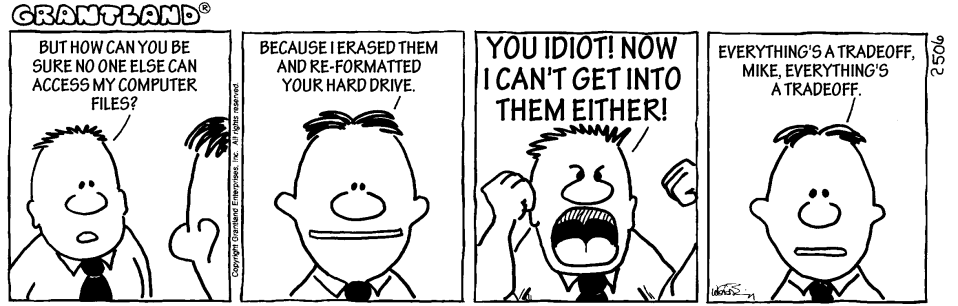 GRANTLAND®
BUT HOW CAN YOU BE
SURE NO ONE ELSE CAN
ACCESS MY COMPUTER
FILES?
Copyright Grantland Enterprises, Inc. All rights reserved.
BECAUSE I ERASED THEM
AND RE-FORMATTED
YOUR HARD DRIVE.
YOU IDIOT! NOW
I CAN'T GET INTO
THEM EITHER!
EVERYTHING'S A TRADEOFF,
MIKE, EVERYTHING'S
A TRADEOFF.
2506